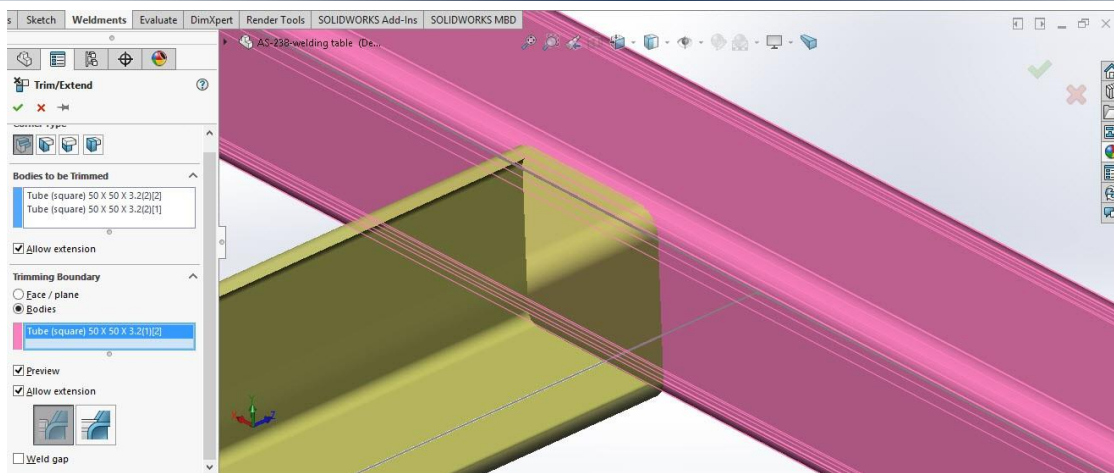 s Sketch Weldments Evaluate DimXpert Render Tools SOLIDWORKS Add-Ins SOLIDWORKS MBD
AS-238-welding table (De...
Trim/Extend
Corner Type
Bodies to be Trimmed
Tube (square) 50 X 50 X 3.2(2)[2]
Tube (square) 50 X 50 X 3.2(2)[1]
Allow extension
Trimming Boundary
Face / plane
Bodies
Tube (square) 50 X 50 X 3.2(1)[2]
Preview
Allow extension
Weld gap